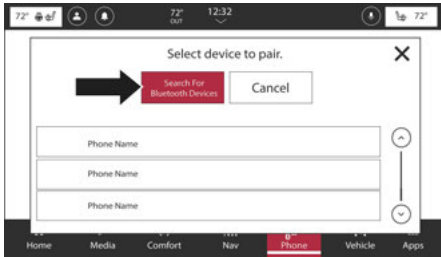 72° 72° OUT 12:32 72°
Select device to pair.
Search For
Bluetooth Devices
Cancel
Phone Name
Phone Name
Phone Name
Home Media Comfort Nav Phone Vehicle Apps